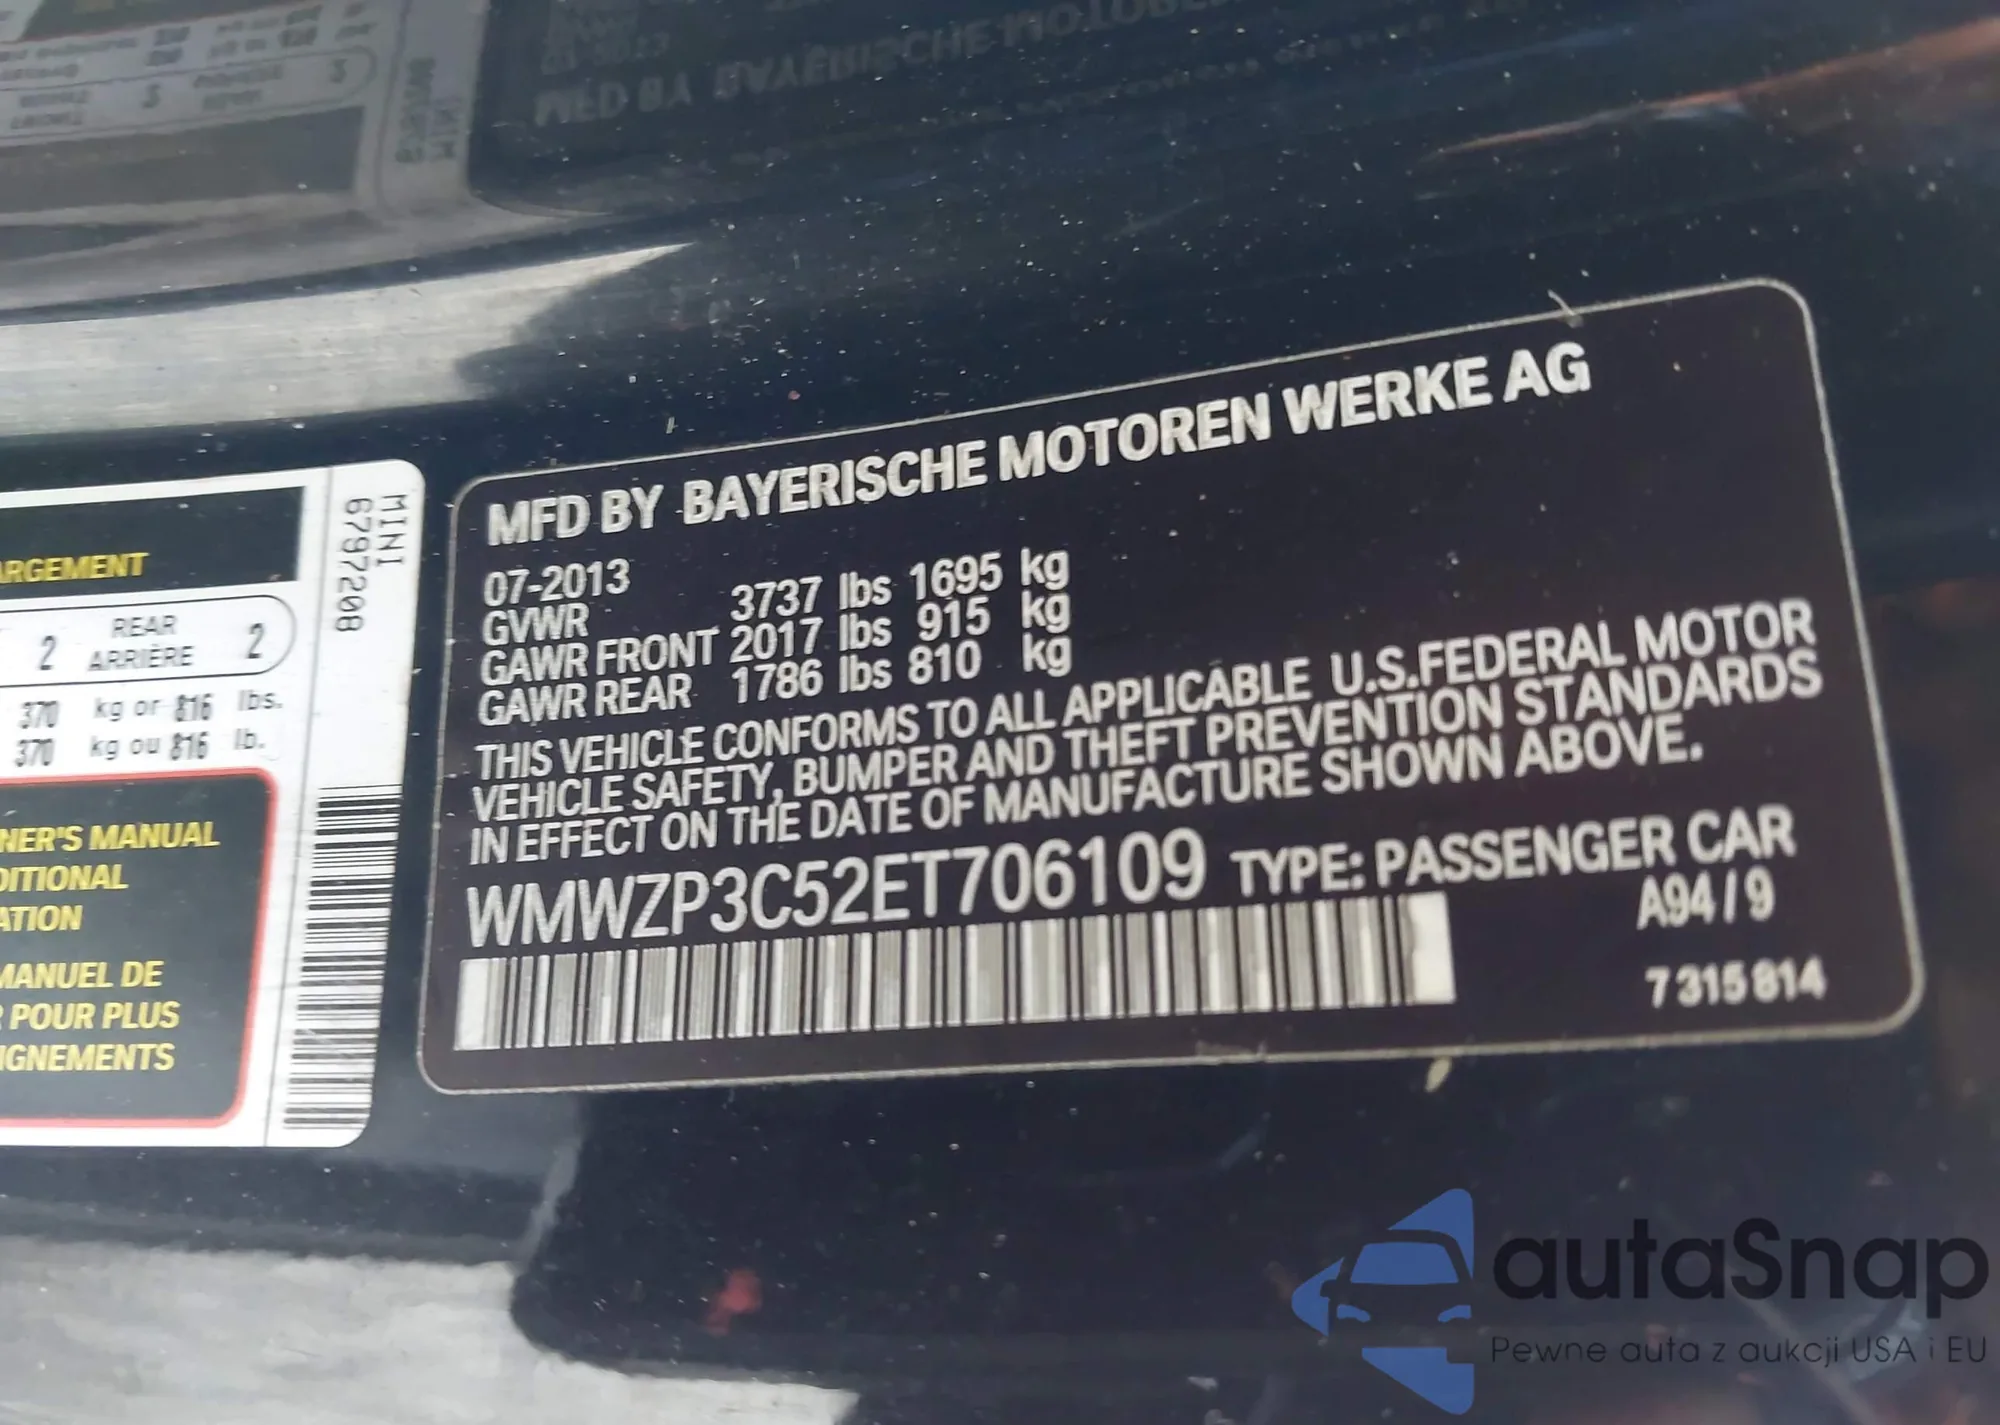 ARGEMENT
2 REAR 2
ARRIÈRE
370 kg or 816 lbs.
370 kg ou 816 lb.
NER'S MANUAL
DITIONAL
ATION
MANUEL DE
R POUR PLUS
IGNEMENTS
MINI
6797208
MFD BY BAYERISCHE MOTOREN WERKE AG
07-2013
GVWR 3737 lbs 1695 kg
GAWR FRONT 2017 lbs 915 kg
GAWR REAR 1786 lbs 810 kg
THIS VEHICLE CONFORMS TO ALL APPLICABLE U.S.FEDERAL MOTOR
VEHICLE SAFETY, BUMPER AND THEFT PREVENTION STANDARDS
IN EFFECT ON THE DATE OF MANUFACTURE SHOWN ABOVE.
WMWZP3C52ET706109 TYPE: PASSENGER CAR
A94/9
7 315 814
autaSnap
Pewne auta z aukcji USA i EU